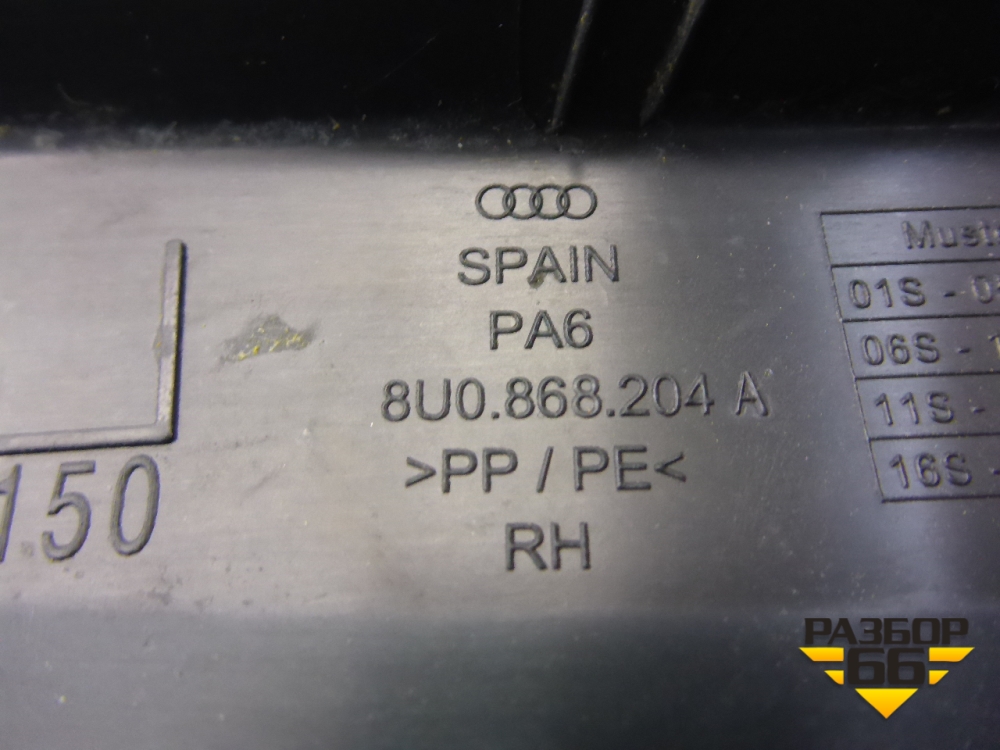 SPAIN
PA6
8U0.868.204 A
>PP / PE<
RH
150
01S -
06S -
11S -
16S -
РАЗБОР
66